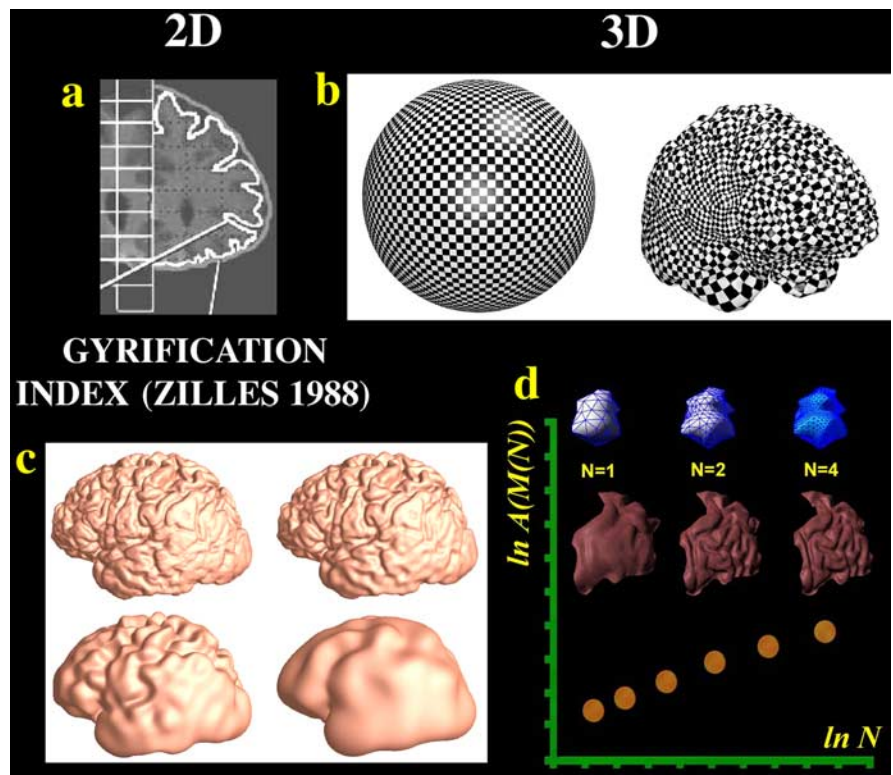 2D
3D
a
b
GYRIFICATION
INDEX (ZILLES 1988)
c
d
ln A(M(N))
N=1
N=2
N=4
ln N